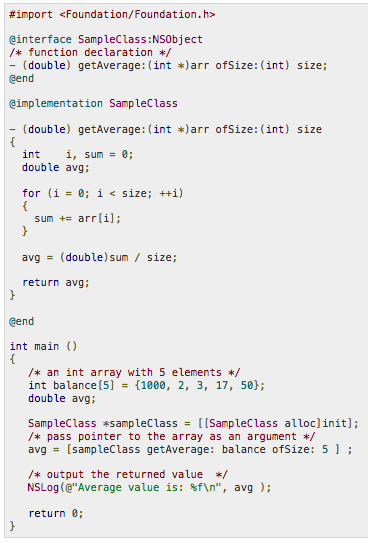 #import <Foundation/Foundation.h>
@interface SampleClass:NSObject
/* function declaration */
- (double) getAverage:(int *)arr ofSize:(int) size;
@end
@implementation SampleClass
- (double) getAverage:(int *)arr ofSize:(int) size
{
  int    i, sum = 0;
  double avg;
  for (i = 0; i < size; ++i)
  {
    sum += arr[i];
  }
  avg = (double)sum / size;
  return avg;
}
@end
int main ()
{
   /* an int array with 5 elements */
   int balance[5] = {1000, 2, 3, 17, 50};
   double avg;
   SampleClass *sampleClass = [[SampleClass alloc]init];
   /* pass pointer to the array as an argument */
   avg = [sampleClass getAverage: balance ofSize: 5 ] ;
   /* output the returned value  */
   NSLog(@"Average value is: %f\n", avg );
   return 0;
}